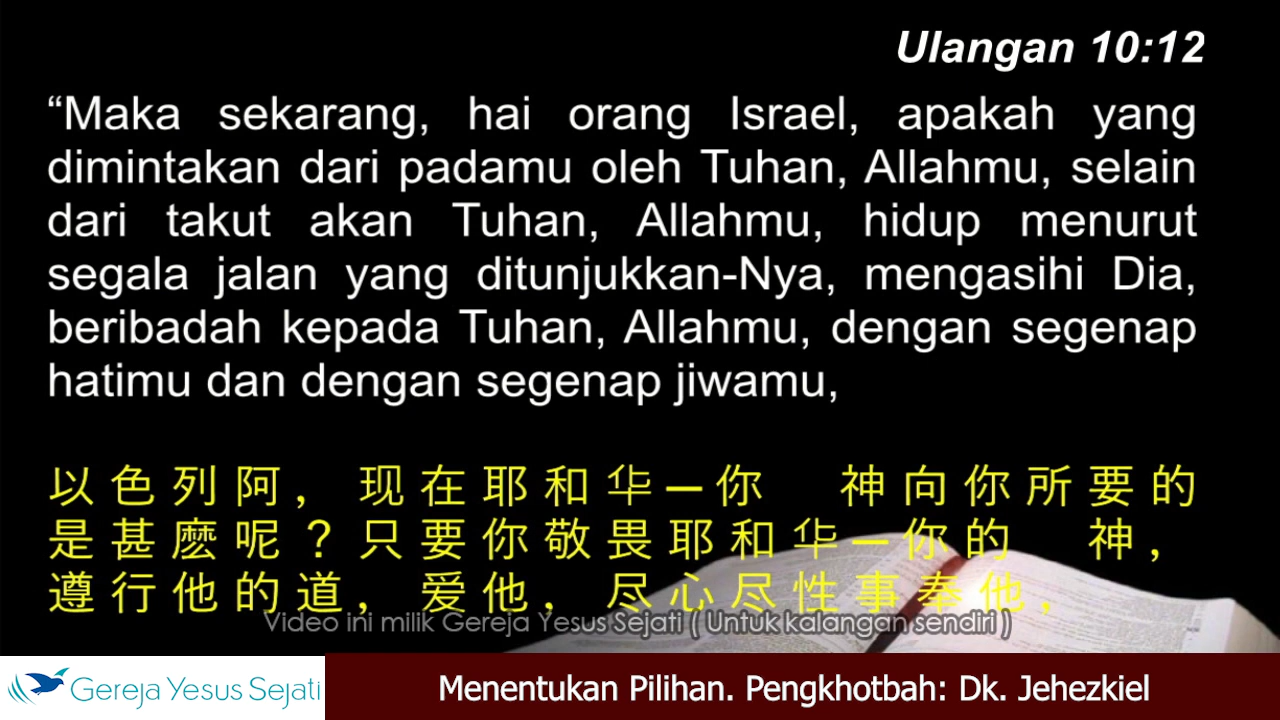 Ulangan 10:12
“Maka sekarang, hai orang Israel, apakah yang
dimintakan dari padamu oleh Tuhan, Allahmu, selain
dari takut akan Tuhan, Allahmu, hidup menurut
segala jalan yang ditunjukkan-Nya, mengasihi Dia,
beribadah kepada Tuhan, Allahmu, dengan segenap
hatimu dan dengan segenap jiwamu,
以色列阿，现在耶和华─你　神向你所要的
是甚麽呢？只要你敬畏耶和华─你的　神，
遵行他的道，爱他，尽心尽性事奉他，
Video ini milik Gereja Yesus Sejati ( Untuk kalangan sendiri )
Gereja Yesus Sejati
Menentukan Pilihan. Pengkhotbah: Dk. Jehezkiel